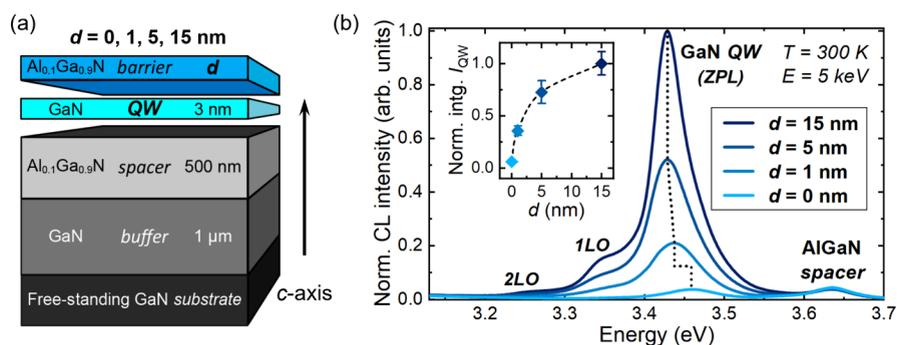 (a)
d = 0, 1, 5, 15 nm
Al₀.₁Ga₀.₉N barrier d
GaN QW 3 nm
Al₀.₁Ga₀.₉N spacer 500 nm
GaN buffer 1 µm
Free-standing GaN substrate
c-axis
(b)
Norm. CL intensity (arb. units)
1.0
0.8
0.6
0.4
0.2
0.0
Norm. intg. I_QW
1.0
0.5
0.0
0 5 10 15
d (nm)
GaN QW
(ZPL)
T = 300 K
E = 5 keV
d = 15 nm
d = 5 nm
d = 1 nm
d = 0 nm
1LO
2LO
AlGaN
spacer
3.2 3.3 3.4 3.5 3.6 3.7
Energy (eV)